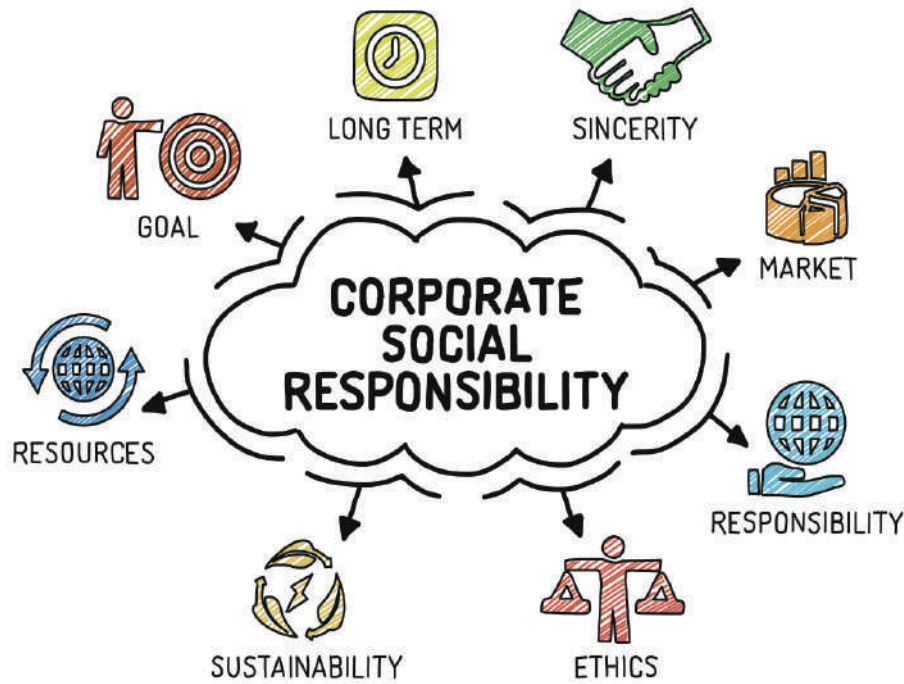 LONG TERM
SINCERITY
GOAL
MARKET
CORPORATE
SOCIAL
RESPONSIBILITY
RESOURCES
RESPONSIBILITY
SUSTAINABILITY
ETHICS